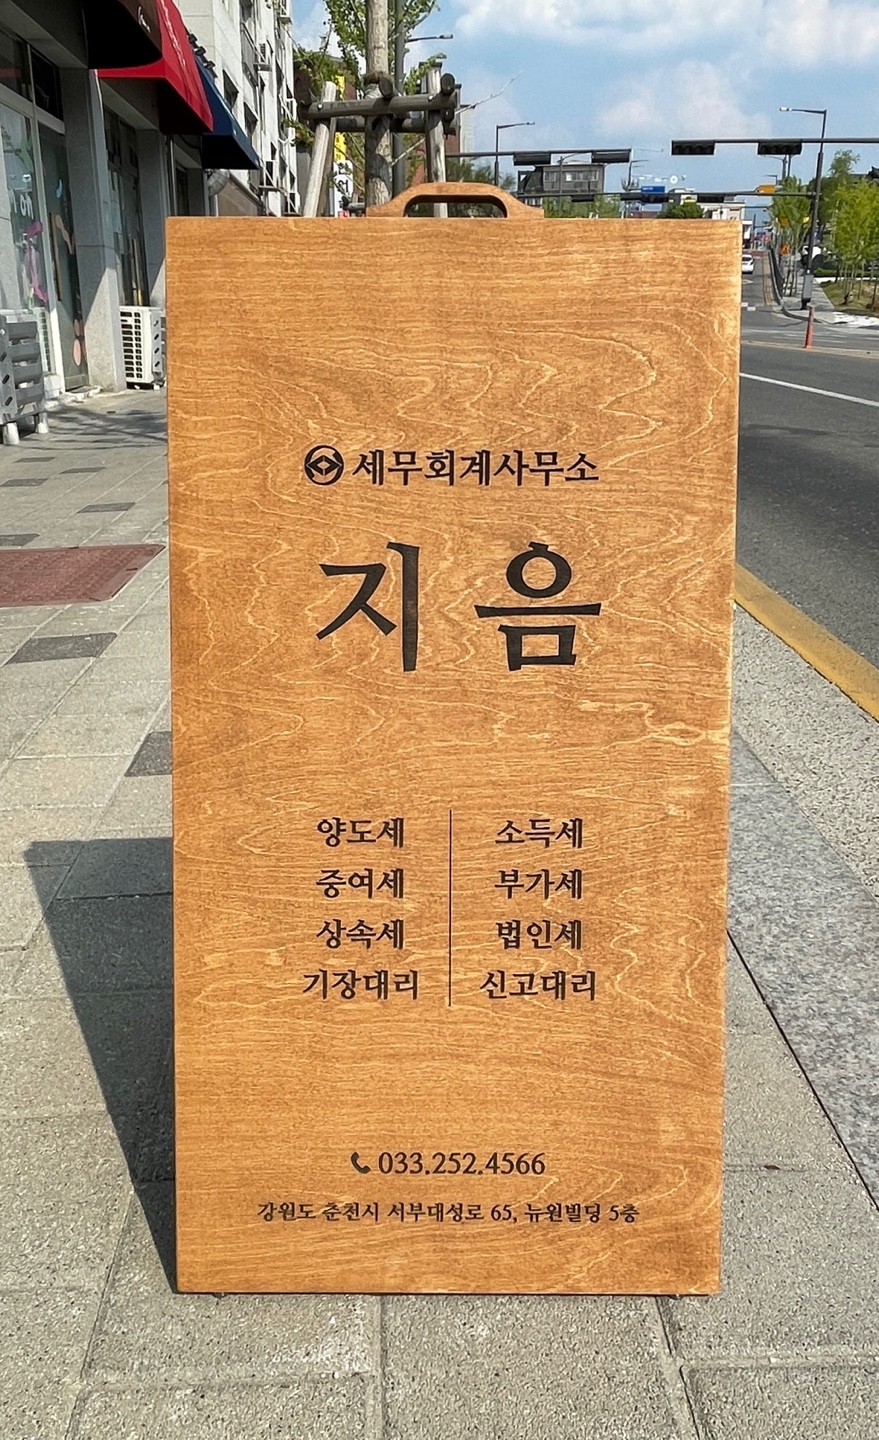 세무회계사무소
지음
양도세
중여세
상속세
기장대리
소득세
부가세
법인세
신고대리
033.252.4566
강원도 춘천시 서부대성로 65, 뉴원빌딩 5층